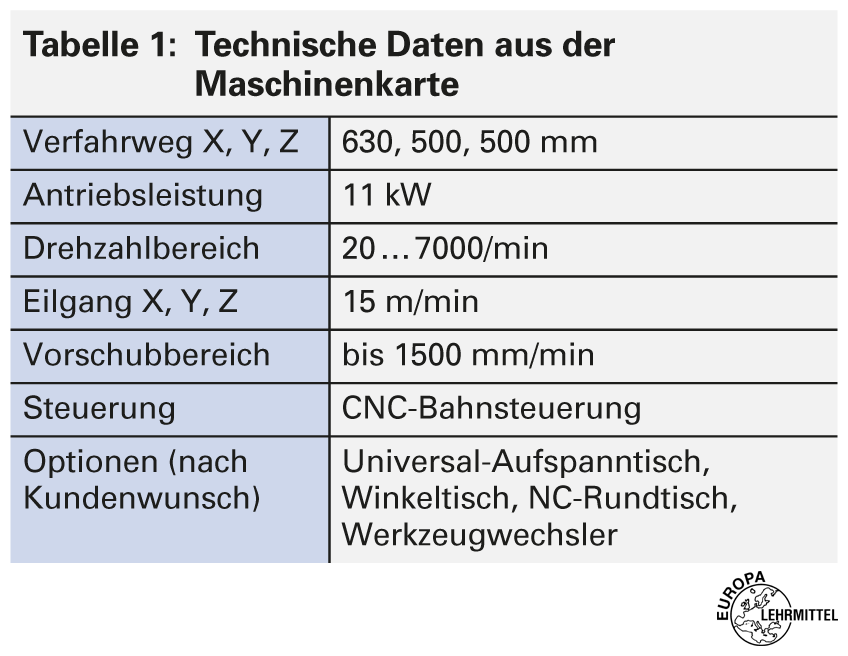 Tabelle 1: Technische Daten aus der
Maschinenkarte
Verfahrweg X, Y, Z 630, 500, 500 mm
Antriebsleistung 11 kW
Drehzahlbereich 20 … 7000/min
Eilgang X, Y, Z 15 m/min
Vorschubbereich bis 1500 mm/min
Steuerung CNC-Bahnsteuerung
Optionen (nach Universal-Aufspanntisch,
Kundenwunsch) Winkeltisch, NC-Rundtisch,
Werkzeugwechsler
EUROPA
LEHRMITTEL